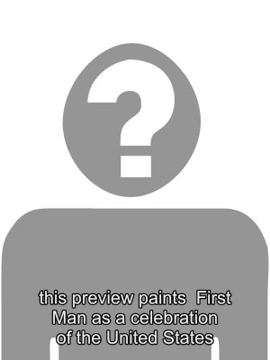 ?
this preview paints  First
Man as a celebration
of the United States